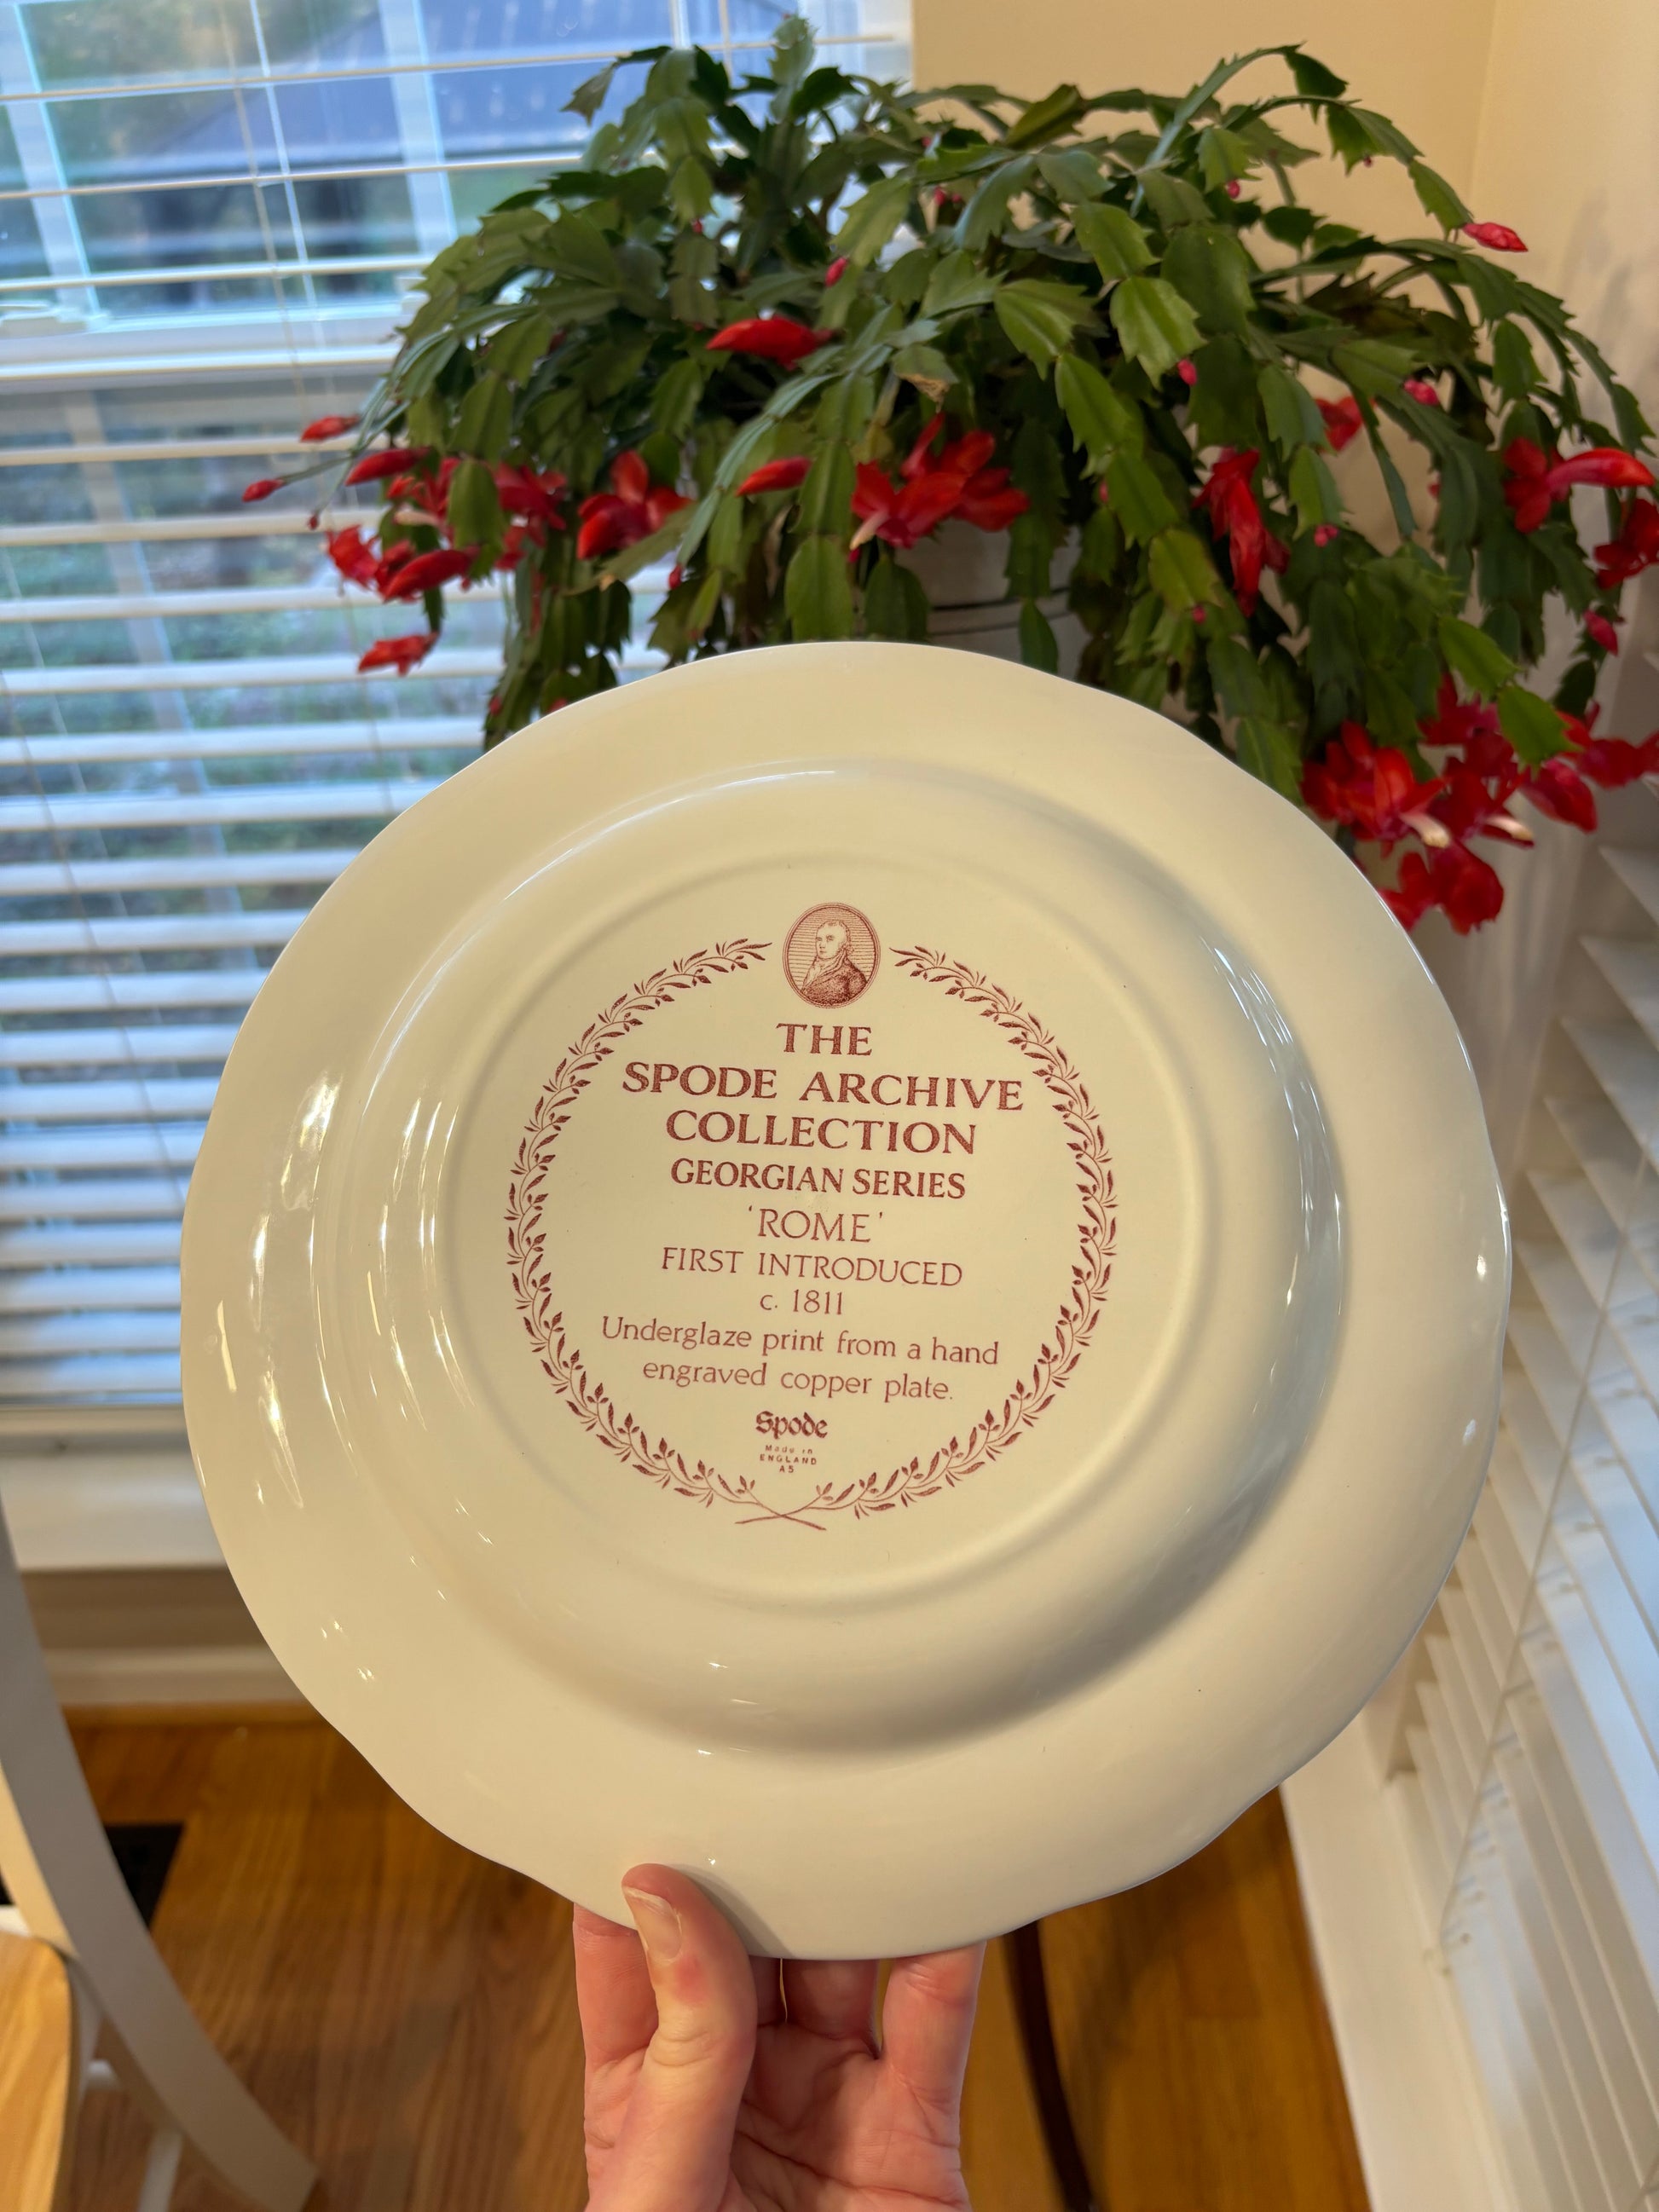 THE
SPODE ARCHIVE
COLLECTION
GEORGIAN SERIES
'ROME'
FIRST INTRODUCED
c. 1811
Underglaze print from a hand
engraved copper plate.
Spode
Made in
ENGLAND
A5